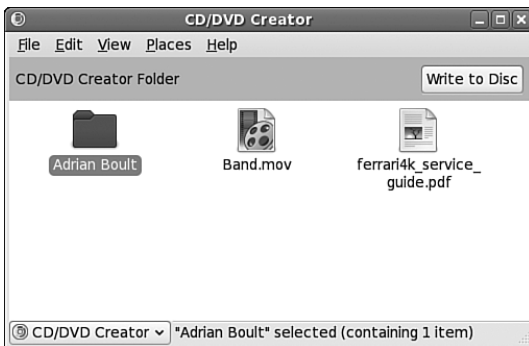 CD/DVD Creator
File Edit View Places Help
CD/DVD Creator Folder Write to Disc
Adrian Boult Band.mov ferrari4k_service_
guide.pdf
CD/DVD Creator "Adrian Boult" selected (containing 1 item)